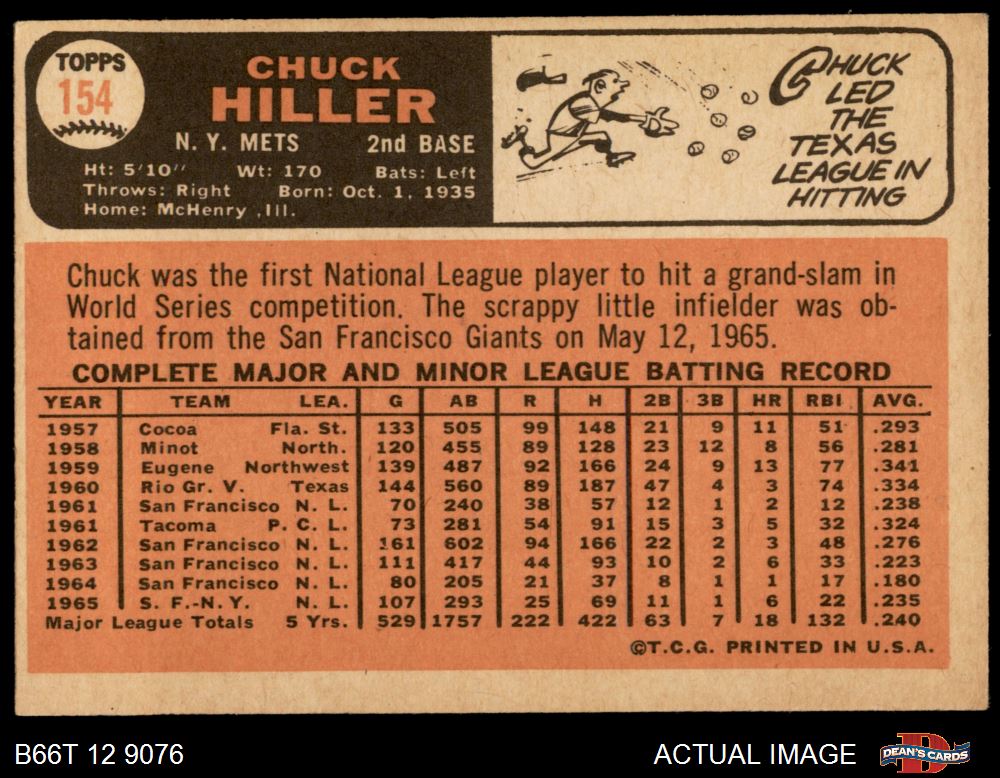 TOPPS
154
CHUCK
HILLER
N. Y. METS 2nd BASE
Ht: 5'10" Wt: 170 Bats: Left
Throws: Right Born: Oct. 1, 1935
Home: McHenry ,Ill.
CHUCK
LED
THE
TEXAS
LEAGUE IN
HITTING
Chuck was the first National League player to hit a grand-slam in
World Series competition. The scrappy little infielder was ob-
tained from the San Francisco Giants on May 12, 1965.
COMPLETE MAJOR AND MINOR LEAGUE BATTING RECORD
YEAR TEAM LEA. G AB R H 2B 3B HR RBI AVG.
1957 Cocoa Fla. St. 133 505 99 148 21 9 11 51 .293
1958 Minot North. 120 455 89 128 23 12 8 56 .281
1959 Eugene Northwest 139 487 92 166 24 9 13 77 .341
1960 Rio Gr. V. Texas 144 560 89 187 47 4 3 74 .334
1961 San Francisco N. L. 70 240 38 57 12 1 2 12 .238
1961 Tacoma P. C. L. 73 281 54 91 15 3 5 32 .324
1962 San Francisco N. L. 161 602 94 166 22 2 3 48 .276
1963 San Francisco N. L. 111 417 44 93 10 2 6 33 .223
1964 San Francisco N. L. 80 205 21 37 8 1 1 17 .180
1965 S. F.-N. Y. N. L. 107 293 25 69 11 1 6 22 .235
Major League Totals 5 Yrs. 529 1757 222 422 63 7 18 132 .240
©T.C.G. PRINTED IN U.S.A.
B66T 12 9076
ACTUAL IMAGE
DEAN'S CARDS